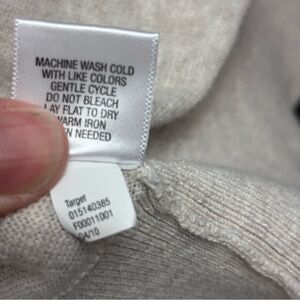 MACHINE WASH COLD
WITH LIKE COLORS
GENTLE CYCLE
DO NOT BLEACH
LAY FLAT TO DRY
WARM IRON
NEEDED
Target
015140385
F00011001
04/10